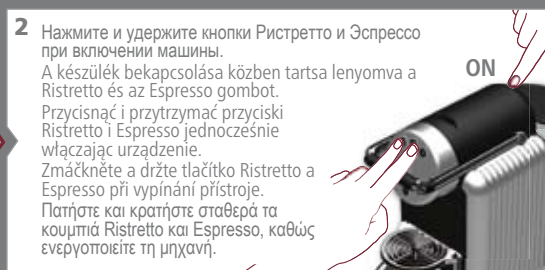 2
Нажмите и удержите кнопки Ристретто и Эспрессо
при включении машины.
A készülék bekapcsolása közben tartsa lenyomva a
Ristretto és az Espresso gombot.
Przycisnąć i przytrzymać przyciski
Ristretto i Espresso jednocześnie
włączając urządzenie.
Zmáčkněte a držte tlačítko Ristretto a
Espresso při vypínání přístroje.
Πατήστε και κρατήστε σταθερά τα
κουμπιά Ristretto και Espresso, καθώς
ενεργοποιείτε τη μηχανή.
ON